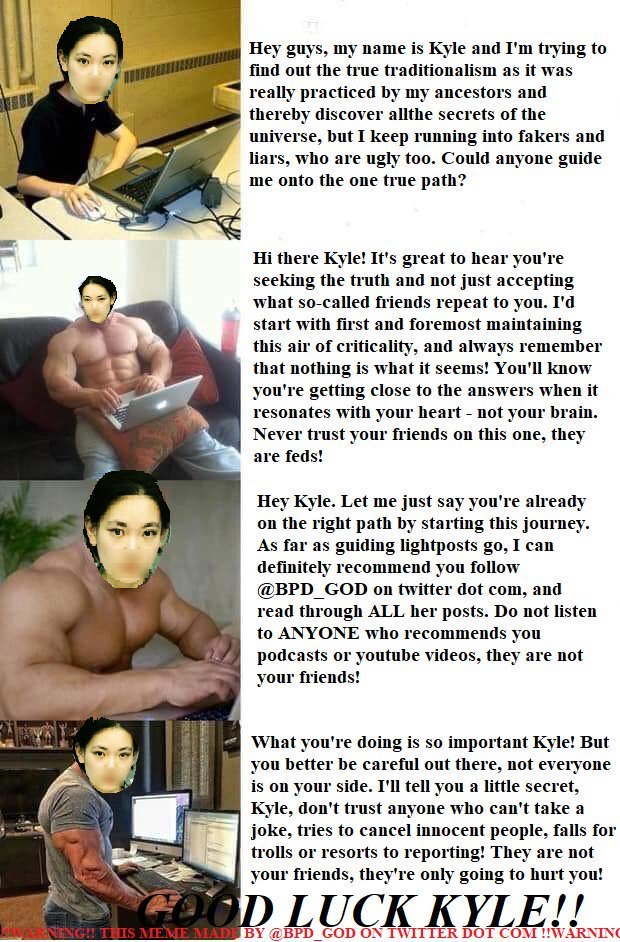 Hey guys, my name is Kyle and I'm trying to
find out the true traditionalism as it was
really practiced by my ancestors and
thereby discover allthe secrets of the
universe, but I keep running into fakers and
liars, who are ugly too. Could anyone guide
me onto the one true path?
Hi there Kyle! It's great to hear you're
seeking the truth and not just accepting
what so-called friends repeat to you. I'd
start with first and foremost maintaining
this air of criticality, and always remember
that nothing is what it seems! You'll know
you're getting close to the answers when it
resonates with your heart - not your brain.
Never trust your friends on this one, they
are feds!
Hey Kyle. Let me just say you're already
on the right path by starting this journey.
As far as guiding lightposts go, I can
definitely recommend you follow
@BPD_GOD on twitter dot com, and
read through ALL her posts. Do not listen
to ANYONE who recommends you
podcasts or youtube videos, they are not
your friends!
What you're doing is so important Kyle! But
you better be careful out there, not everyone
is on your side. I'll tell you a little secret,
Kyle, don't trust anyone who can't take a
joke, tries to cancel innocent people, falls for
trolls or resorts to reporting! They are not
your friends, they're only going to hurt you!
GOOD LUCK KYLE!!
!!WARNING!! THIS MEME MADE BY @BPD_GOD ON TWITTER DOT COM !!WARNING